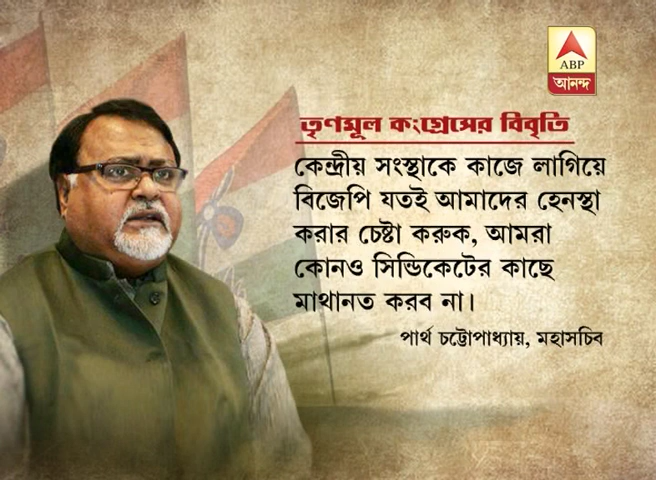 ABP
আনন্দ
তৃণমূল কংগ্রেসের বিবৃতি
কেন্দ্রীয় সংস্থাকে কাজে লাগিয়ে
বিজেপি যতই আমাদের হেনস্থা
করার চেষ্টা করুক, আমরা
কোনও সিন্ডিকেটের কাছে
মাথানত করব না।
পার্থ চট্টোপাধ্যায়, মহাসচিব